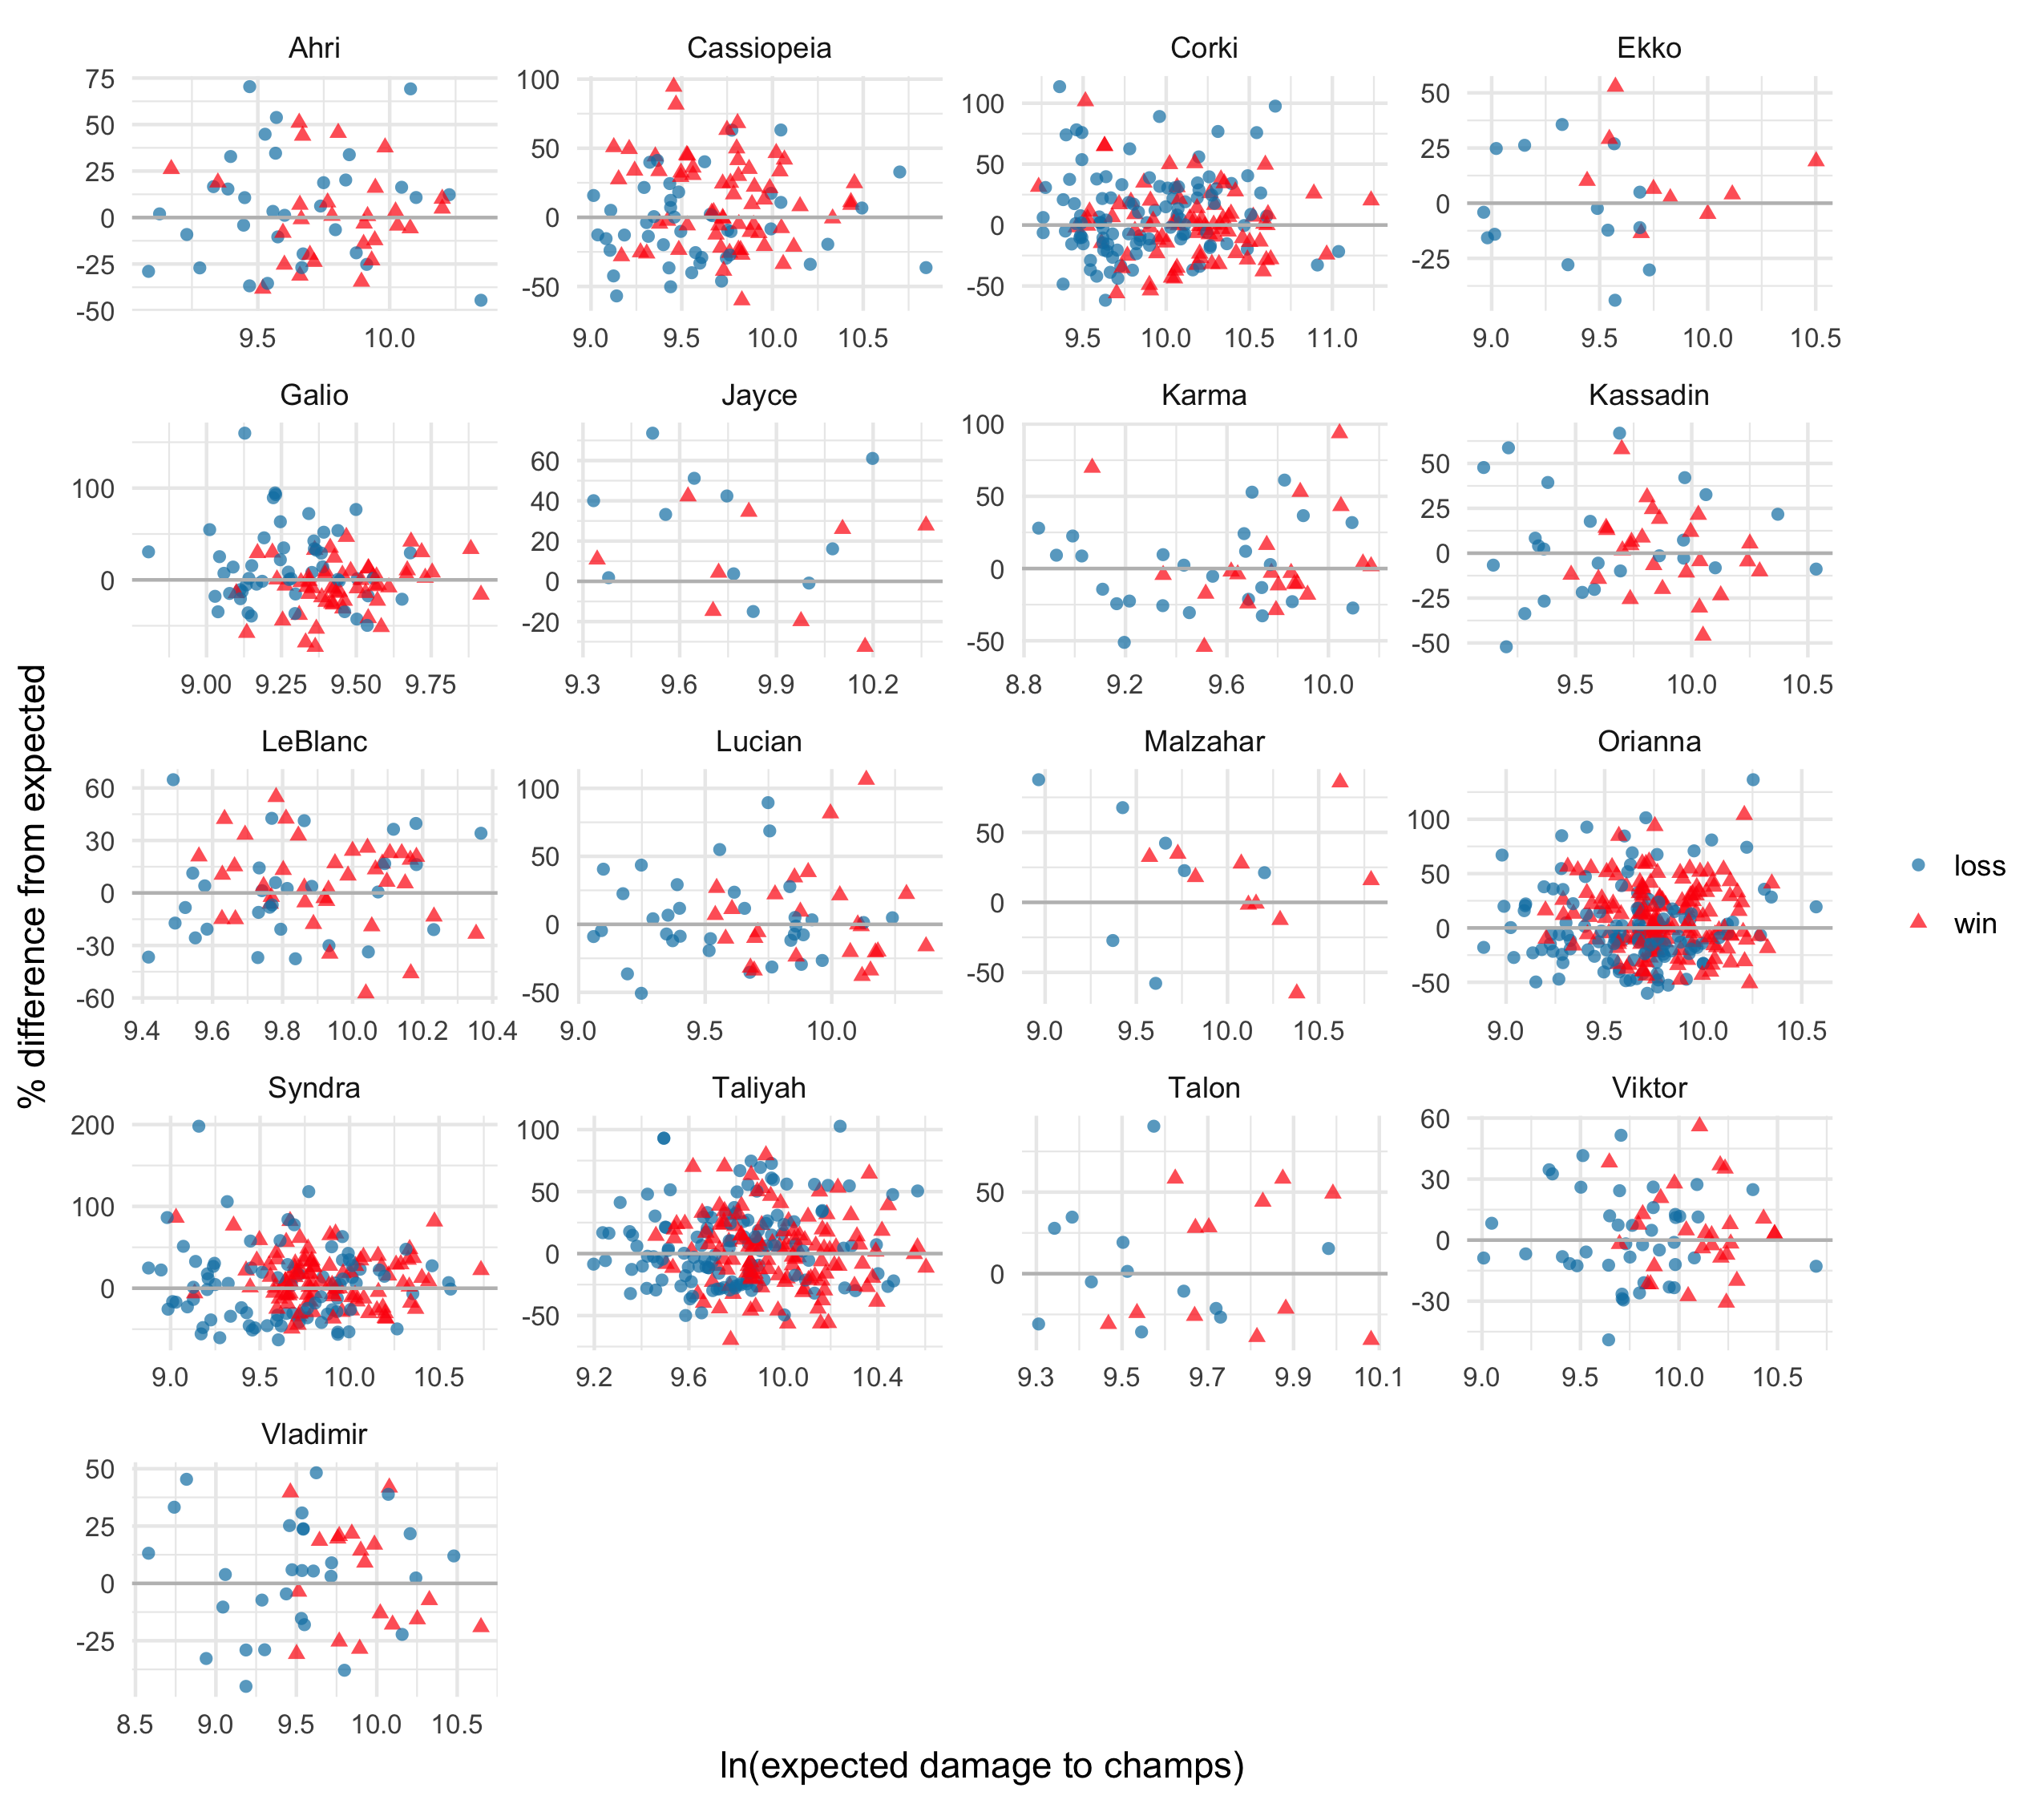 Ahri Cassiopeia Corki Ekko
75 50 25 0 -25 -50
100 50 0 -50
100 50 0 -50
50 25 0 -25
9.5 10.0
9.0 9.5 10.0 10.5
9.5 10.0 10.5 11.0
9.0 9.5 10.0 10.5
Galio Jayce Karma Kassadin
100 0
60 40 20 0 -20
100 50 0 -50
50 25 0 -25 -50
9.00 9.25 9.50 9.75
9.3 9.6 9.9 10.2
8.8 9.2 9.6 10.0
9.5 10.0 10.5
% difference from expected
LeBlanc Lucian Malzahar Orianna
60 30 0 -30 -60
100 50 0 -50
50 0 -50
100 50 0 -50
9.4 9.6 9.8 10.0 10.2 10.4
9.0 9.5 10.0
9.0 9.5 10.0 10.5
9.0 9.5 10.0 10.5
loss
win
Syndra Taliyah Talon Viktor
200 100 0
100 50 0 -50
50 0
60 30 0 -30
9.0 9.5 10.0 10.5
9.2 9.6 10.0 10.4
9.3 9.5 9.7 9.9 10.1
9.0 9.5 10.0 10.5
Vladimir
50 25 0 -25
8.5 9.0 9.5 10.0 10.5
ln(expected damage to champs)